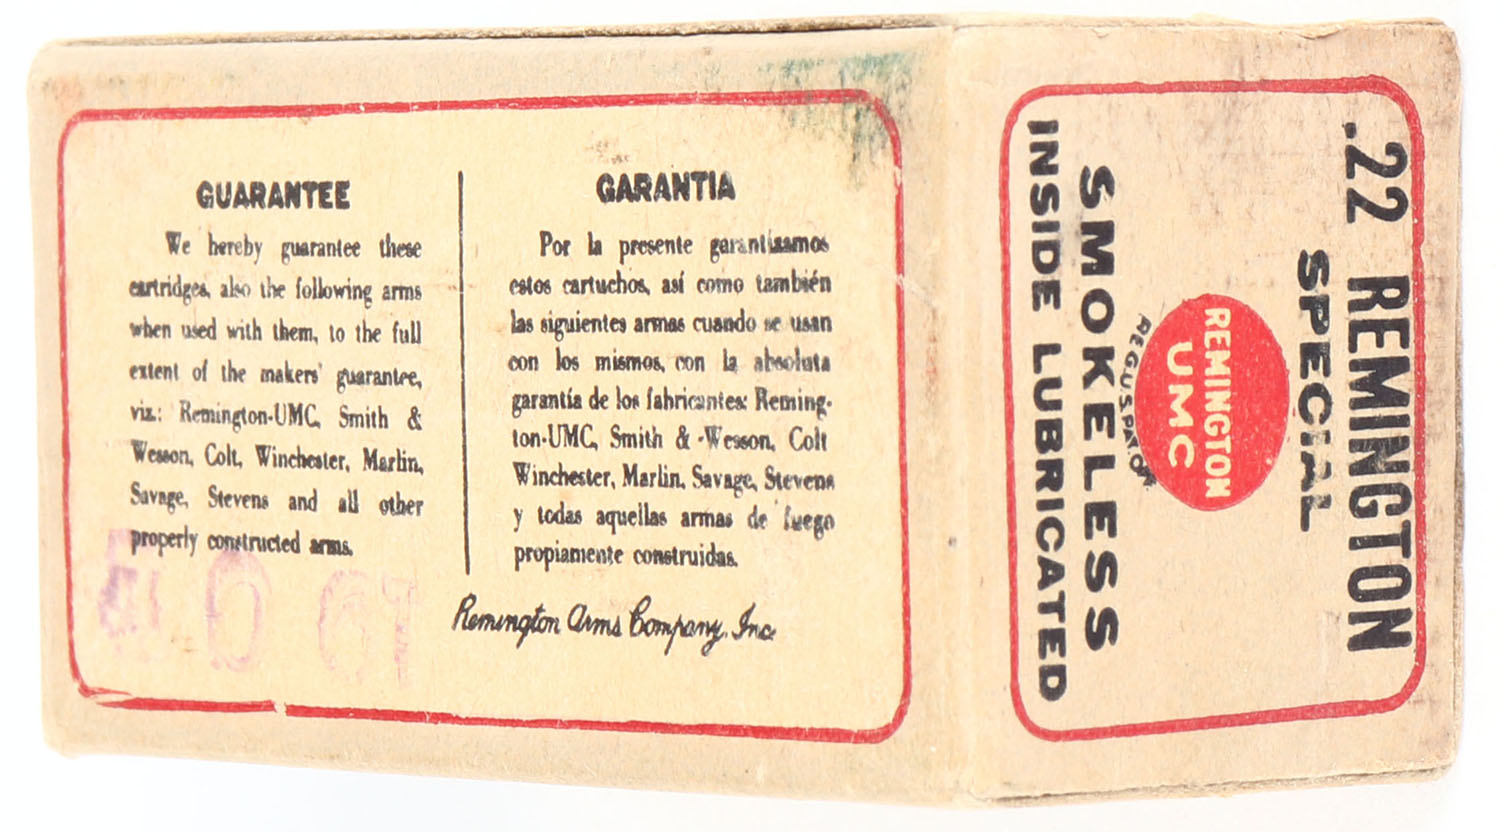 GUARANTEE
We hereby guarantee these
cartridges, also the following arms
when used with them, to the full
extent of the makers' guarantee,
viz.: Remington-UMC, Smith &
Wesson, Colt, Winchester, Marlin,
Savage, Stevens and all other
properly constructed arms.
GARANTIA
Por la presente garantizamos
estos cartuchos, así como también
las siguientes armas cuando se usan
con los mismos, con la absoluta
garantía de los fabricantes: Reming-
ton-UMC, Smith & Wesson, Colt
Winchester, Marlin, Savage, Stevens
y todas aquellas armas de fuego
propiamente construidas.
Remington Arms Company, Inc.
.22 REMINGTON
SPECIAL
REMINGTON
UMC
REG.U.S.PAT.OFF.
SMOKELESS
INSIDE LUBRICATED